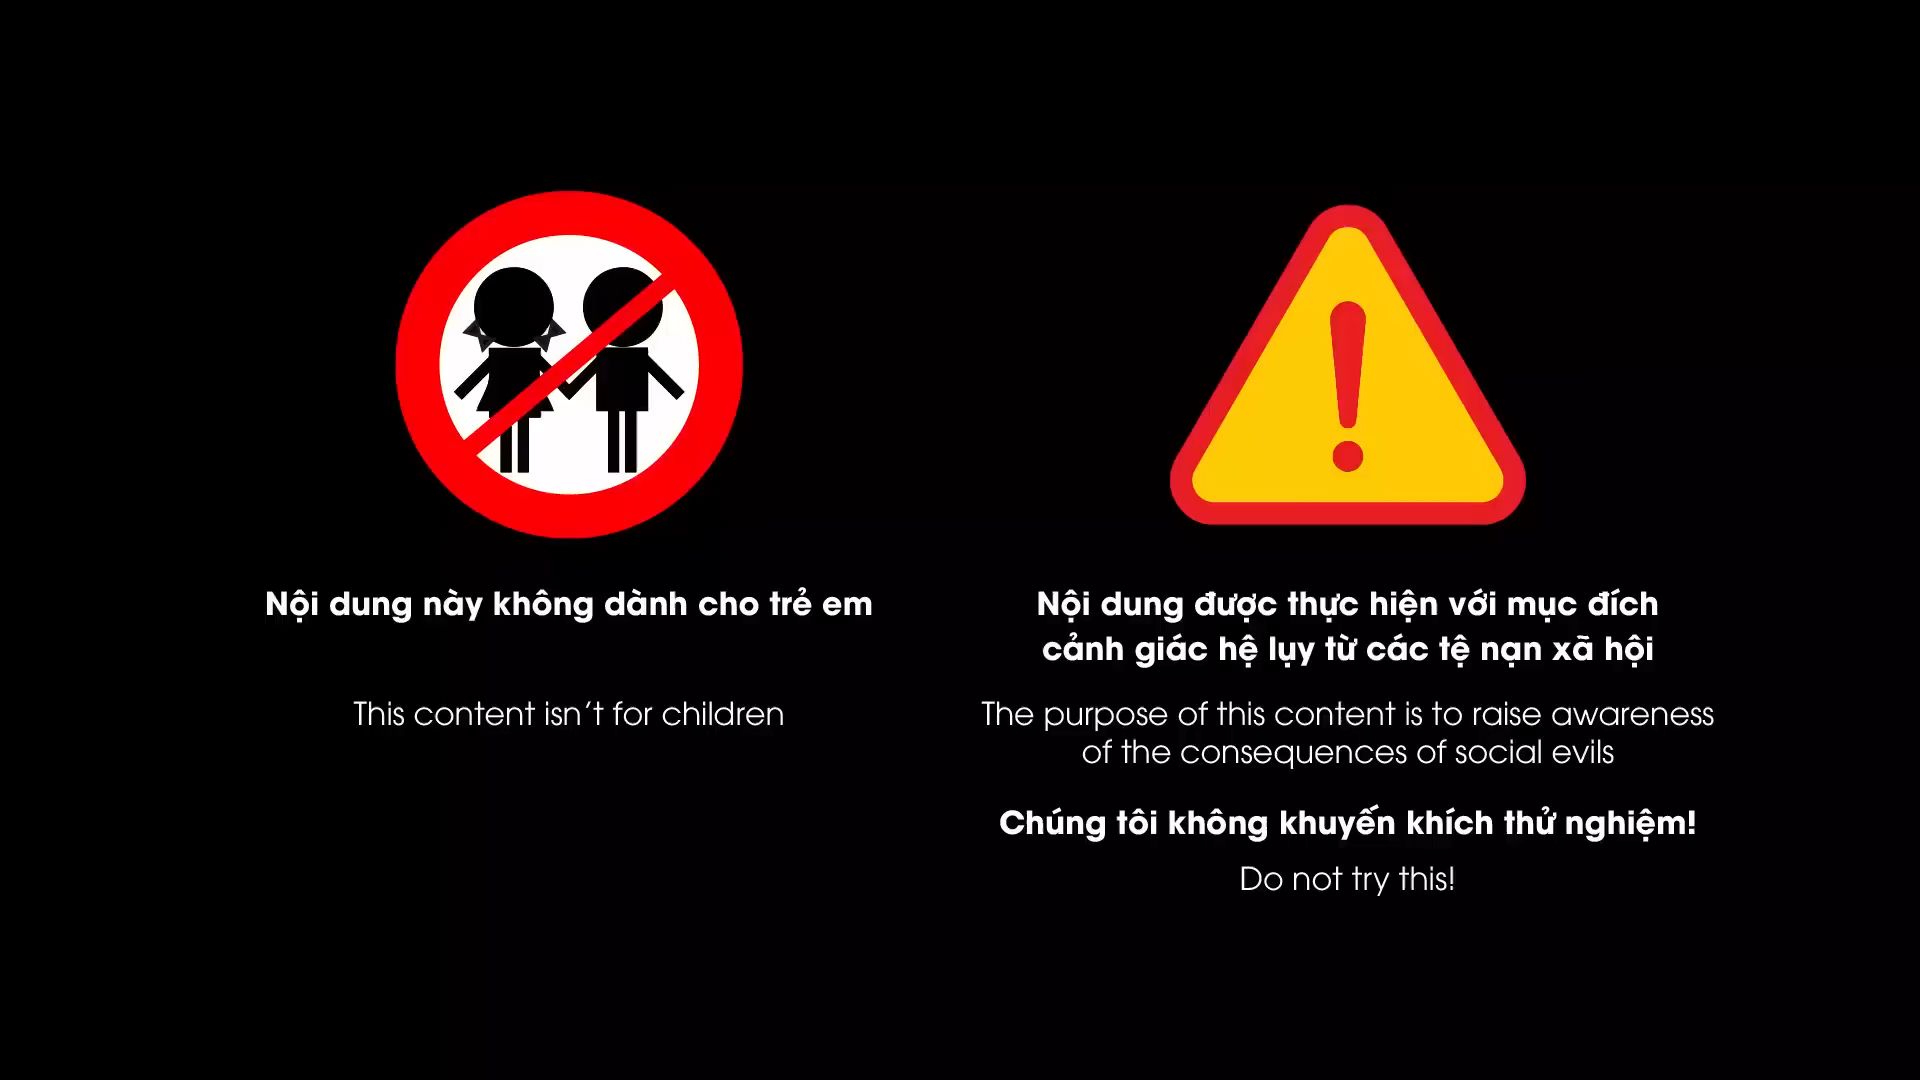 Nội dung này không dành cho trẻ em
This content isn’t for children
Nội dung được thực hiện với mục đích
cảnh giác hệ lụy từ các tệ nạn xã hội
The purpose of this content is to raise awareness
of the consequences of social evils
Chúng tôi không khuyến khích thử nghiệm!
Do not try this!